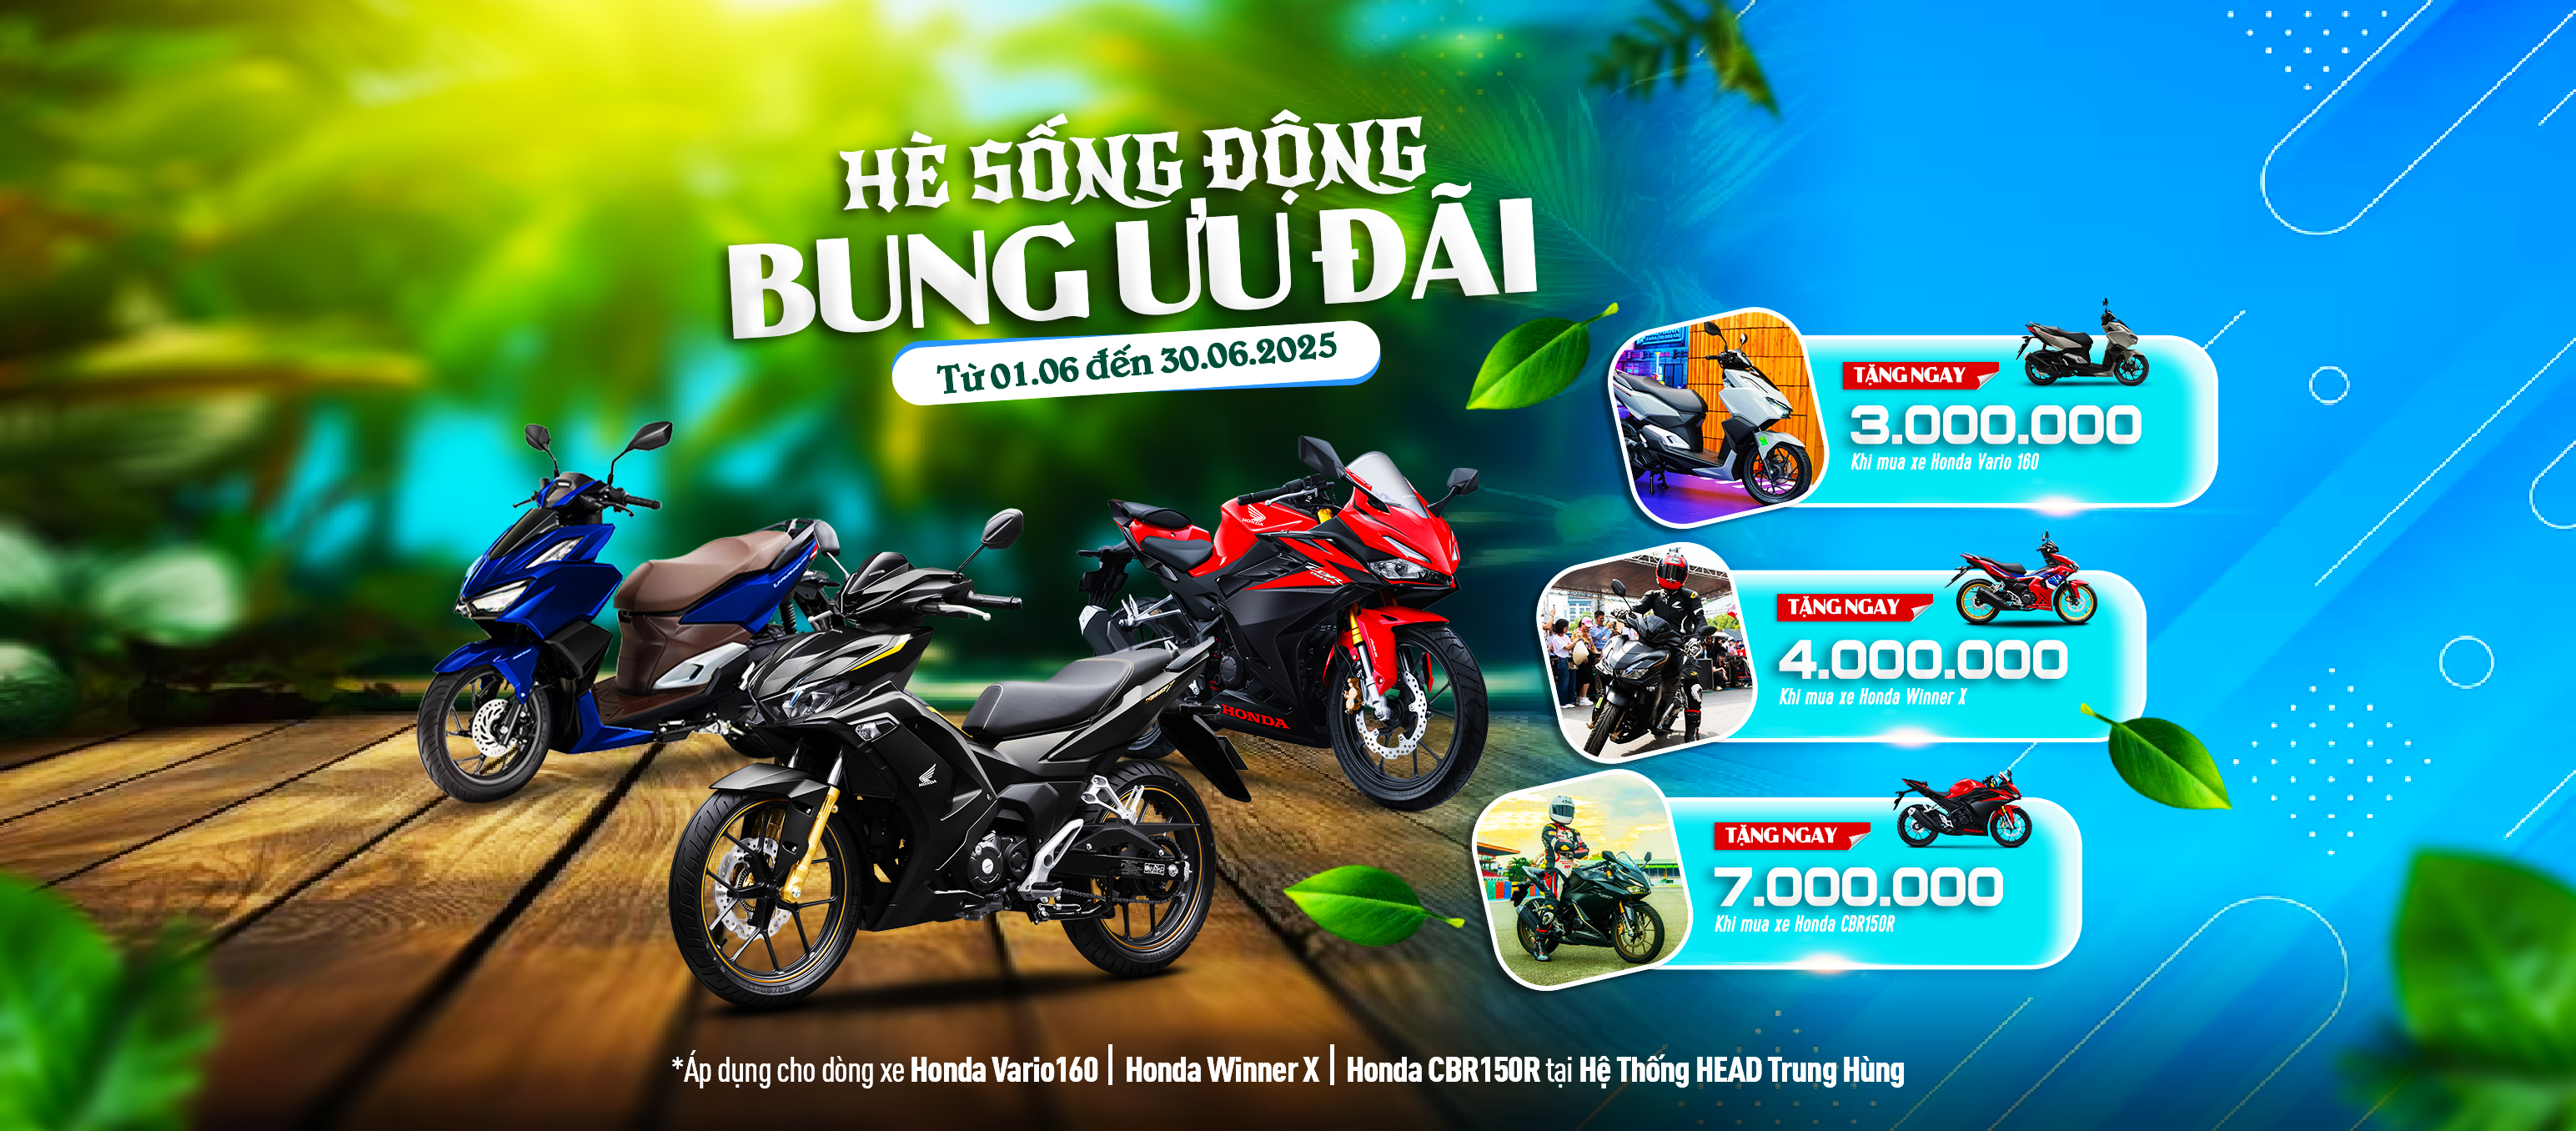 HÈ SỐNG ĐỘNG
BUNG ƯU ĐÃI
Từ 01.06 đến 30.06.2025
TẶNG NGAY
3.000.000
Khi mua xe Honda Vario 160
TẶNG NGAY
4.000.000
Khi mua xe Honda Winner X
TẶNG NGAY
7.000.000
Khi mua xe Honda CBR150R
HONDA
HONDA
HONDA
*Áp dụng cho dòng xe Honda Vario160 | Honda Winner X | Honda CBR150R tại Hệ Thống HEAD Trung Hùng